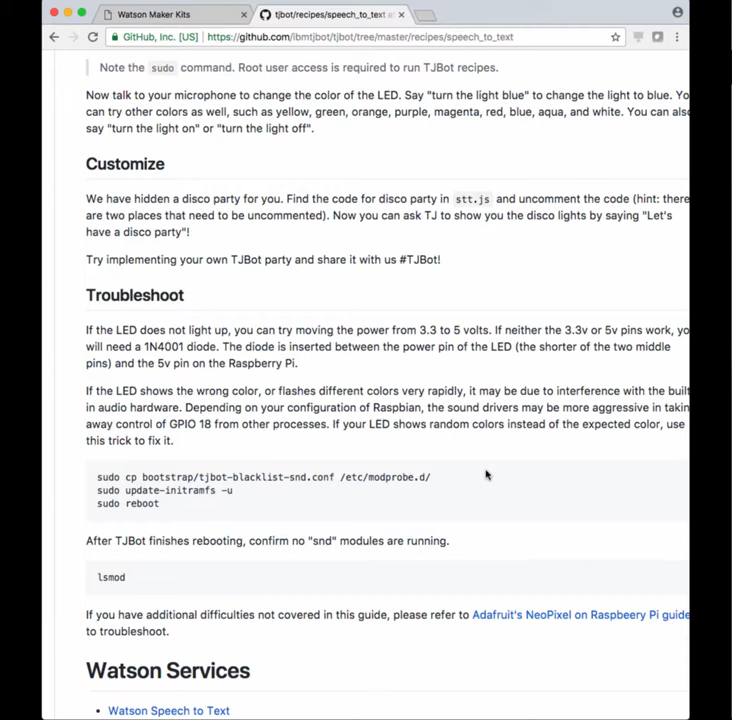 Watson Maker Kits
tjbot/recipes/speech_to_text at
GitHub, Inc. [US] https://github.com/ibmtjbot/tjbot/tree/master/recipes/speech_to_text
Note the sudo command. Root user access is required to run TJBot recipes.
Now talk to your microphone to change the color of the LED. Say "turn the light blue" to change the light to blue. Yo
can try other colors as well, such as yellow, green, orange, purple, magenta, red, blue, aqua, and white. You can als
say "turn the light on" or "turn the light off".
Customize
We have hidden a disco party for you. Find the code for disco party in stt.js and uncomment the code (hint: there
are two places that need to be uncommented). Now you can ask TJ to show you the disco lights by saying "Let's
have a disco party"!
Try implementing your own TJBot party and share it with us #TJBot!
Troubleshoot
If the LED does not light up, you can try moving the power from 3.3 to 5 volts. If neither the 3.3v or 5v pins work, yo
will need a 1N4001 diode. The diode is inserted between the power pin of the LED (the shorter of the two middle
pins) and the 5v pin on the Raspberry Pi.
If the LED shows the wrong color, or flashes different colors very rapidly, it may be due to interference with the built
in audio hardware. Depending on your configuration of Raspbian, the sound drivers may be more aggressive in takin
away control of GPIO 18 from other processes. If your LED shows random colors instead of the expected color, use
this trick to fix it.
sudo cp bootstrap/tjbot-blacklist-snd.conf /etc/modprobe.d/
sudo update-initramfs -u
sudo reboot
After TJBot finishes rebooting, confirm no "snd" modules are running.
lsmod
If you have additional difficulties not covered in this guide, please refer to Adafruit's NeoPixel on Raspbeery Pi guide
to troubleshoot.
Watson Services
• Watson Speech to Text